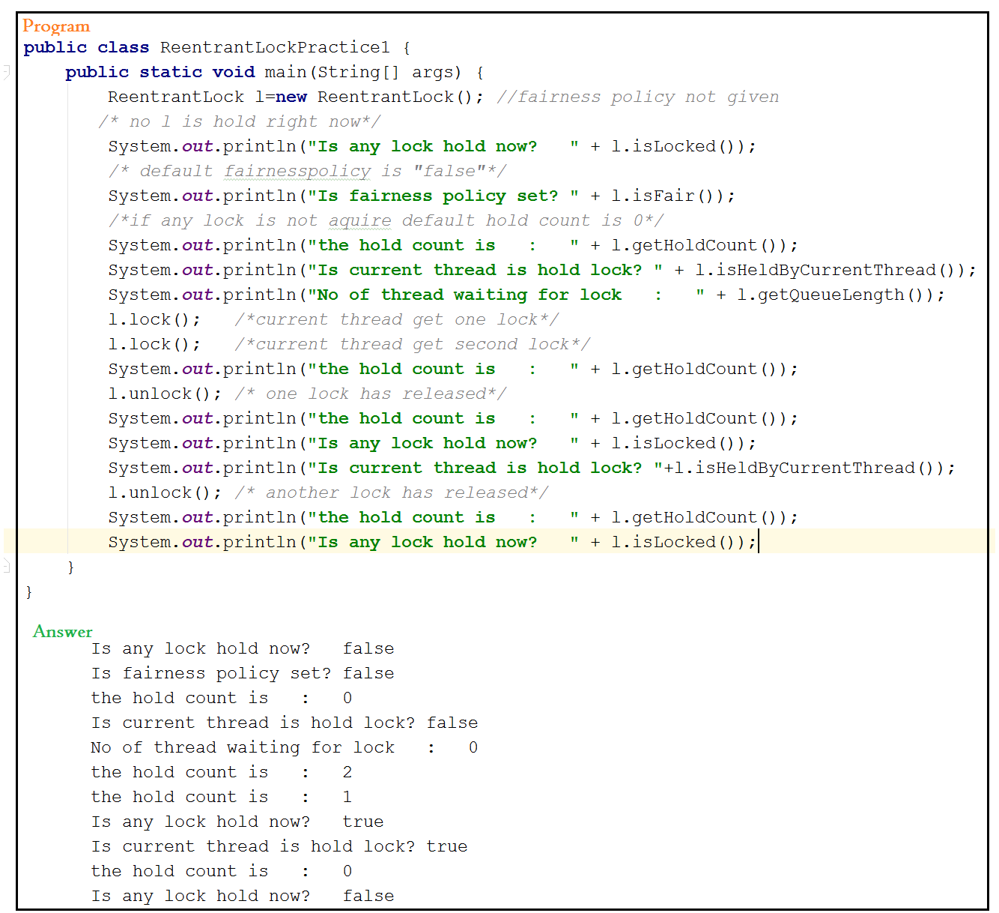 Program
public class ReentrantLockPractice1 {
    public static void main(String[] args) {
        ReentrantLock l=new ReentrantLock(); //fairness policy not given
       /* no l is hold right now*/
        System.out.println("Is any lock hold now?   " + l.isLocked());
        /* default fairnesspolicy is "false"*/
        System.out.println("Is fairness policy set? " + l.isFair());
        /*if any lock is not aquire default hold count is 0*/
        System.out.println("the hold count is   :   " + l.getHoldCount());
        System.out.println("Is current thread is hold lock? " + l.isHeldByCurrentThread());
        System.out.println("No of thread waiting for lock   :   " + l.getQueueLength());
        l.lock();   /*current thread get one lock*/
        l.lock();   /*current thread get second lock*/
        System.out.println("the hold count is   :   " + l.getHoldCount());
        l.unlock(); /* one lock has released*/
        System.out.println("the hold count is   :   " + l.getHoldCount());
        System.out.println("Is any lock hold now?   " + l.isLocked());
        System.out.println("Is current thread is hold lock? "+l.isHeldByCurrentThread());
        l.unlock(); /* another lock has released*/
        System.out.println("the hold count is   :   " + l.getHoldCount());
        System.out.println("Is any lock hold now?   " + l.isLocked());
    }
}
Answer
Is any lock hold now?   false
Is fairness policy set? false
the hold count is   :   0
Is current thread is hold lock? false
No of thread waiting for lock   :   0
the hold count is   :   2
the hold count is   :   1
Is any lock hold now?   true
Is current thread is hold lock? true
the hold count is   :   0
Is any lock hold now?   false